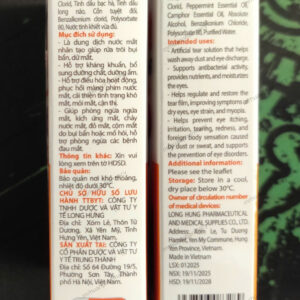 Clorid, Tinh dầu bạc hà, Tinh dầu
long não, Cồn tuyệt đối,
Benzalkonium clorid, Polysorbate
80, Nước tinh khiết vừa đủ.
Mục đích sử dụng:
- Là dung dịch nước mắt
nhân tạo giúp rửa trôi bụi
bẩn, dử mắt.
- Hỗ trợ kháng khuẩn, bổ
sung dưỡng chất, dưỡng ẩm.
- Hỗ trợ điều hòa hoạt động,
phục hồi màng phim nước
mắt, cải thiện tình trạng khô
mắt, mỏi mắt, cận thị.
- Giúp phòng ngừa ngứa
mắt, kích ứng mắt, chảy
nước mắt, đỏ mắt, cộm mắt
do bụi bẩn hoặc mồ hôi, hỗ
trợ phòng ngừa các bệnh
đau mắt.
Thông tin khác: Xin vui
lòng xem trên tờ HDSD.
Bảo quản:
Bảo quản nơi khô thoáng,
nhiệt độ dưới 30°C.
CHỦ SỞ HỮU SỐ LƯU
HÀNH TTBYT: CÔNG TY
TNHH DƯỢC VÀ VẬT TƯ Y
TẾ LONG HƯNG
Địa chỉ: Xóm Lẻ, Thôn Từ
Dương, Xã Yên Mỹ, Tỉnh
Hưng Yên, Việt Nam.
SẢN XUẤT TẠI: CÔNG TY
CỔ PHẦN DƯỢC VÀ VẬT TƯ
Y TẾ TRUNG THÀNH
Địa chỉ: Số 64 Đường 19/5,
Phường Sơn Tây, Thành
phố Hà Nội, Việt Nam.
Clorid, Peppermint Essential Oil,
Camphor Essential Oil, Absolute
Alcohol, Benzalkonium Chloride,
Polysorbate 80, Purified Water.
Intended uses:
- Artificial tear solution that helps
wash away dust and eye discharge.
- Supports antibacterial activity,
provides nutrients, and moisturizes
the eyes.
- Helps regulate and restore the
tear film, improving symptoms of
dry eyes, eye strain, and myopia.
- Helps prevent eye itching,
irritation, tearing, redness, and
foreign body sensation caused
by dust or sweat, and supports
the prevention of eye disorders.
Additional information:
Please see the leaflet
Storage: Store in a cool,
dry place below 30°C.
Owner of circulation number
of medical devices:
LONG HUNG PHARMACEUTICAL
AND MEDICAL SUPPLIES CO., LTD.
Address: Xom Le, Tu Duong
Hamlet, Yen My Commune, Hung
Yen Province, Vietnam
Made in Vietnam
LSX: 012025
NSX: 19/11/2025
HSD: 19/11/2028